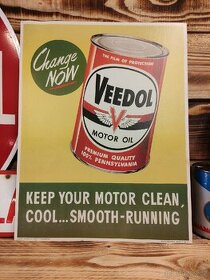 Change
NOW
THE FILM OF PROTECTION
VEEDOL
MOTOR OIL
PREMIUM QUALITY
100% PENNSYLVANIA
KEEP YOUR MOTOR CLEAN,
COOL...SMOOTH-RUNNING